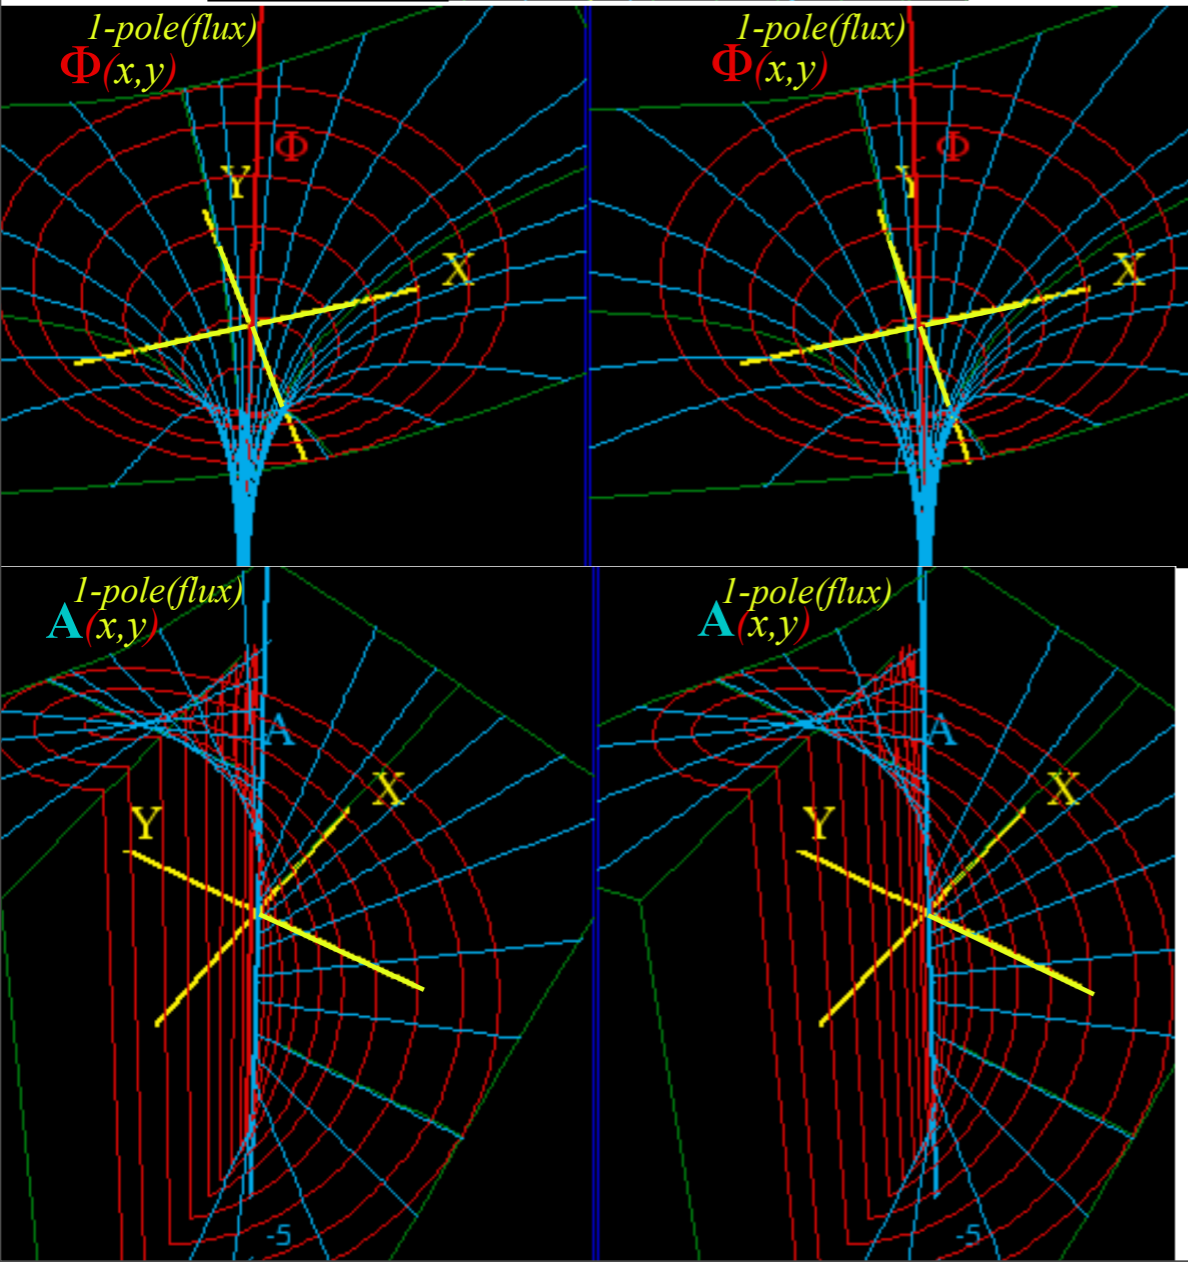 1-pole(flux)
Φ(x,y)
Φ
Y
X
1-pole(flux)
Φ(x,y)
Φ
Y
X
1-pole(flux)
A(x,y)
A
X
Y
-5
1-pole(flux)
A(x,y)
A
X
Y
-5